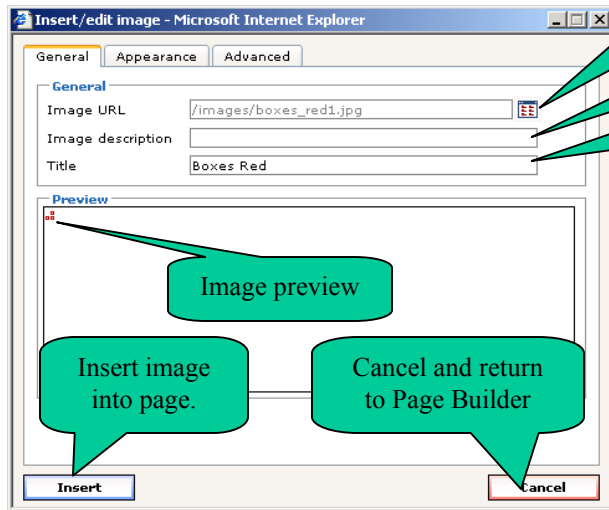 Insert/edit image - Microsoft Internet Explorer
General Appearance Advanced
General
Image URL /images/boxes_red1.jpg
Image description
Title Boxes Red
Preview
Image preview
Insert image
into page.
Cancel and return
to Page Builder
Insert Cancel